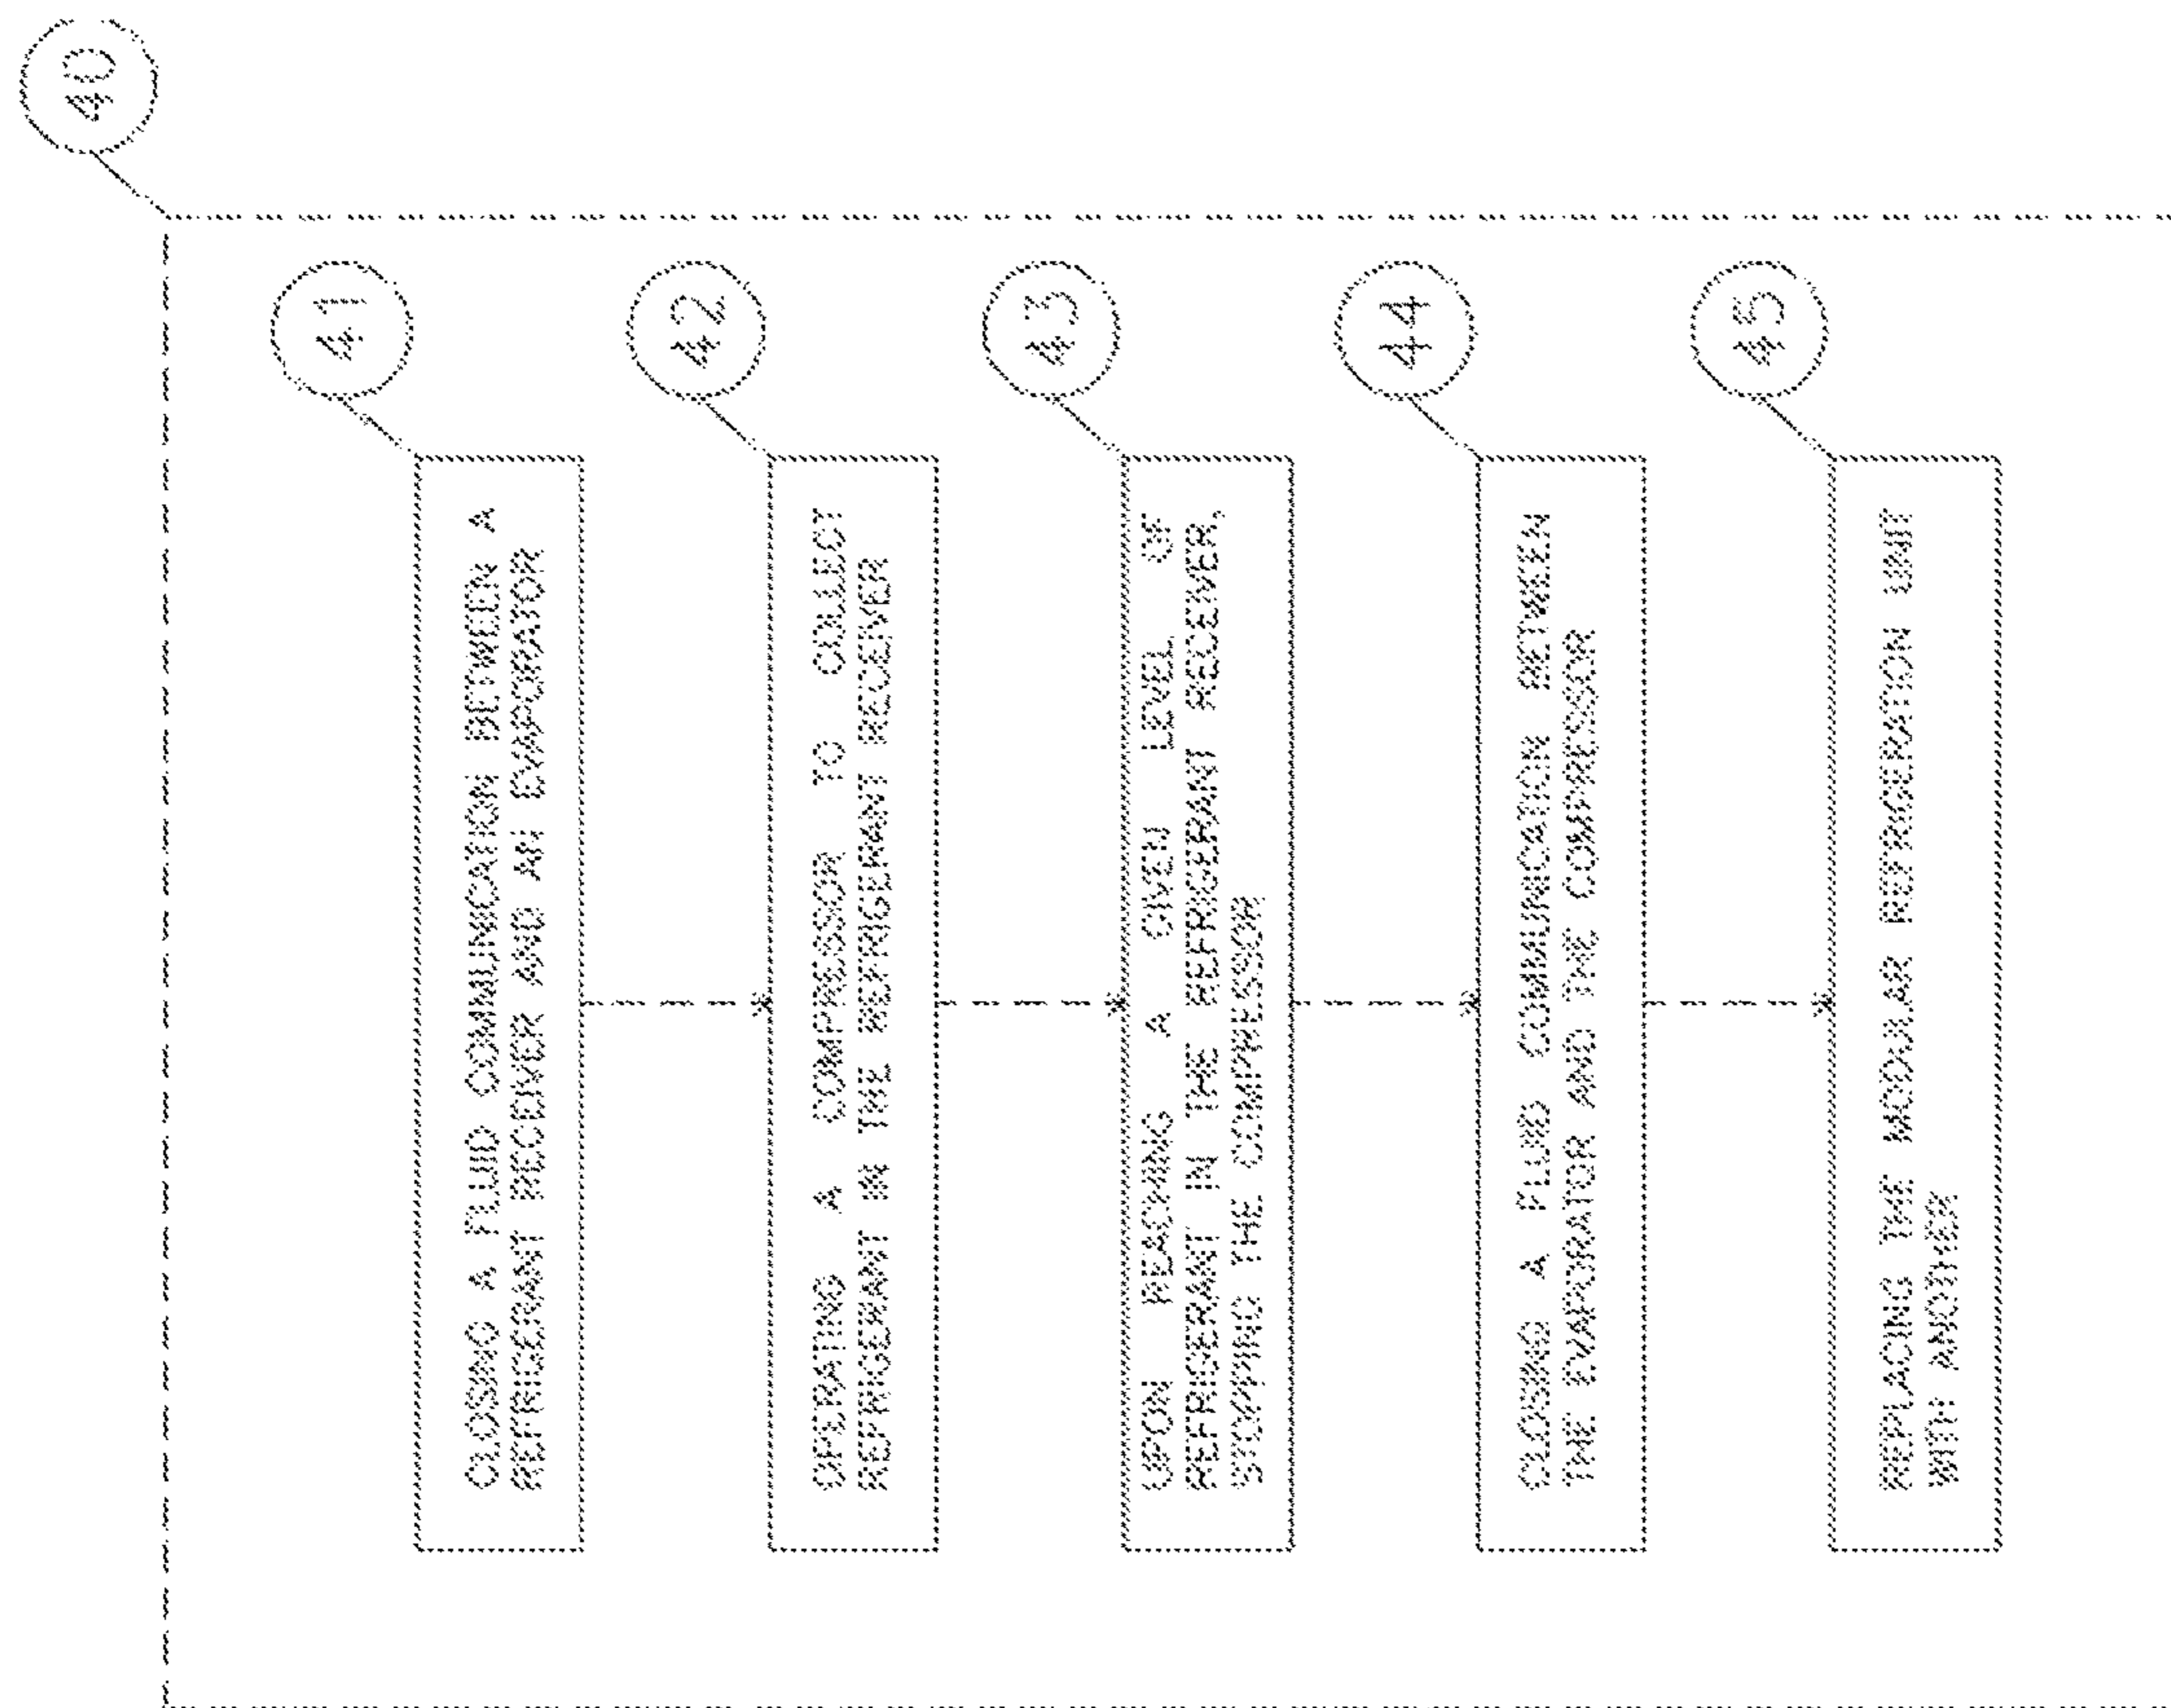 40
41
CLOSING A FLUID COMMUNICATION BETWEEN A
REFRIGERANT RECEIVER AND AN EVAPORATOR
42
OPERATING A COMPRESSOR TO COLLECT
REFRIGERANT IN THE REFRIGERANT RECEIVER
43
UPON REACHING A GIVEN LEVEL OF
REFRIGERANT IN THE REFRIGERANT RECEIVER,
STOPPING THE COMPRESSOR
44
CLOSING A FLUID COMMUNICATION BETWEEN
THE EVAPORATOR AND THE COMPRESSOR
45
REPLACING THE MODULAR REFRIGERATION UNIT
WITH ANOTHER